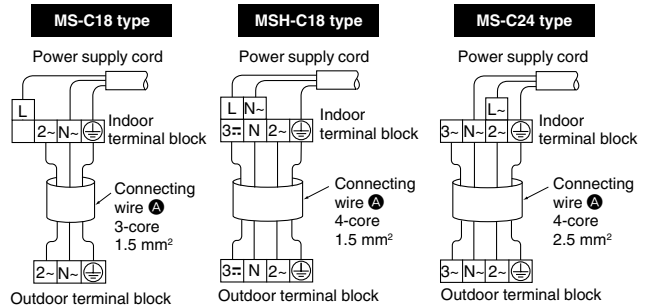 MS-C18 type
Power supply cord
L
2~ N~ ⏚
Indoor
terminal block
Connecting
wire A
3-core
1.5 mm²
2~ N~ ⏚
Outdoor terminal block
MSH-C18 type
Power supply cord
L N~
3⎓ N 2~ ⏚
Indoor
terminal block
Connecting
wire A
4-core
1.5 mm²
3⎓ N 2~ ⏚
Outdoor terminal block
MS-C24 type
Power supply cord
L~
3~ N~ 2~ ⏚
Indoor
terminal block
Connecting
wire A
4-core
2.5 mm²
3~ N~ 2~ ⏚
Outdoor terminal block